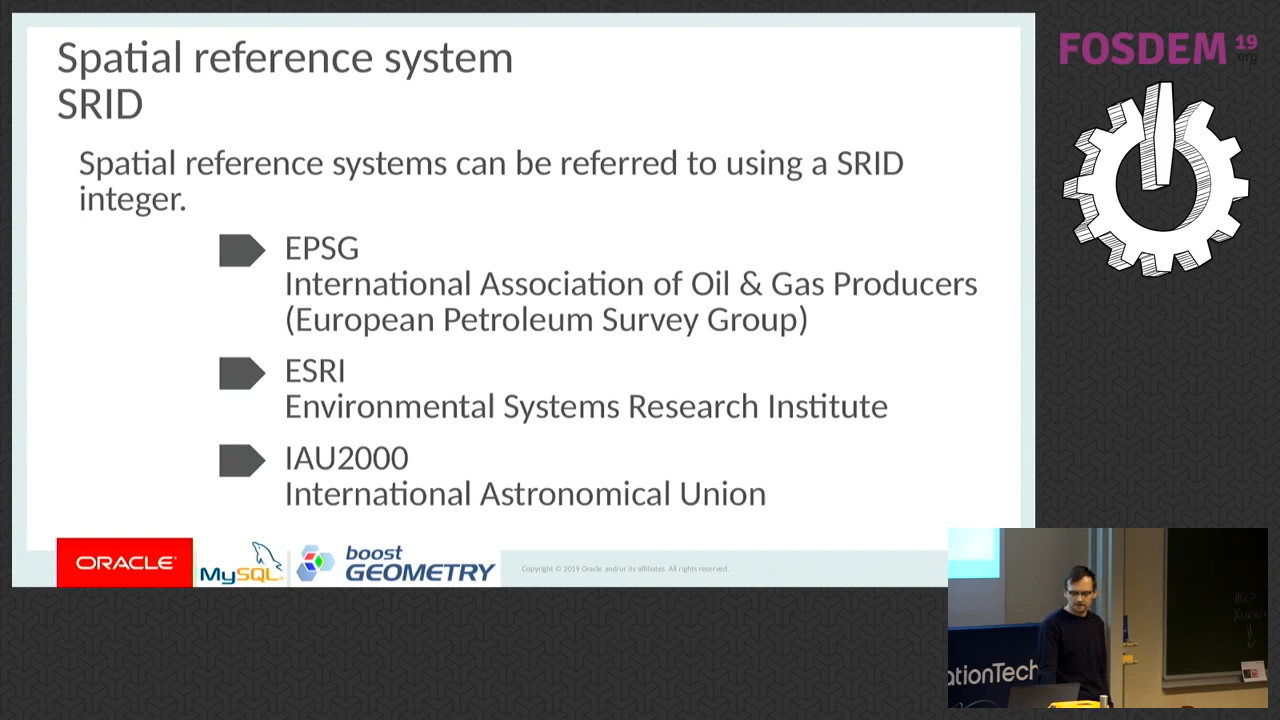 Spatial reference system
SRID
Spatial reference systems can be referred to using a SRID
integer.
EPSG
International Association of Oil & Gas Producers
(European Petroleum Survey Group)
ESRI
Environmental Systems Research Institute
IAU2000
International Astronomical Union
ORACLE
MySQL
boost
GEOMETRY
Copyright © 2019 Oracle and/or its affiliates. All rights reserved.
FOSDEM 19
.org
ationTech